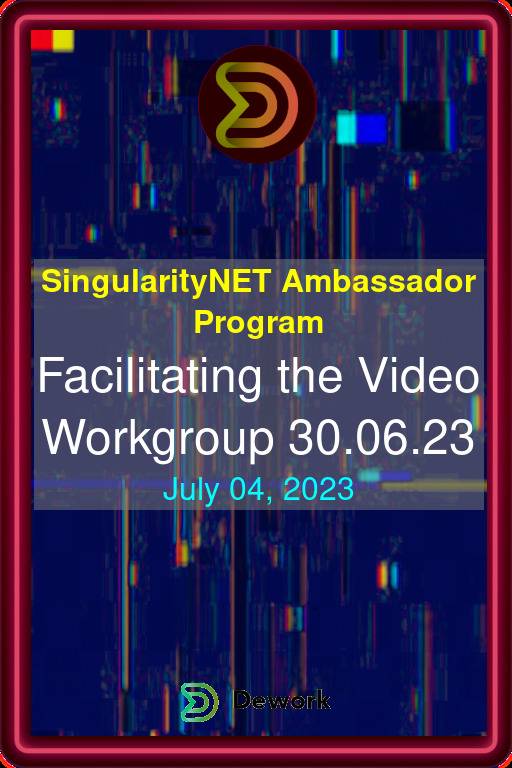 SingularityNET Ambassador
Program
Facilitating the Video
Workgroup 30.06.23
July 04, 2023
Dework